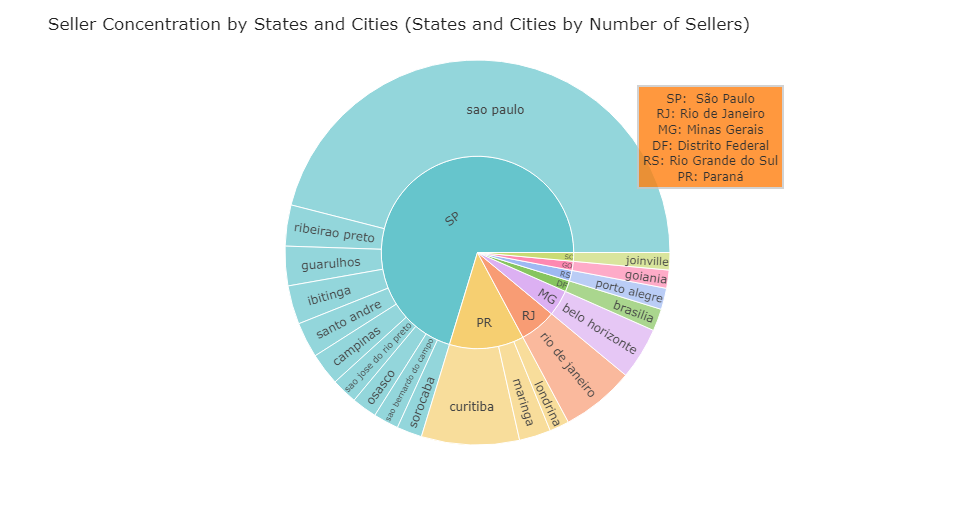 Seller Concentration by States and Cities (States and Cities by Number of Sellers)
sao paulo
SP:  São Paulo
RJ: Rio de Janeiro
MG: Minas Gerais
DF: Distrito Federal
RS: Rio Grande do Sul
PR: Paraná
SP
ribeirao preto
guarulhos
ibitinga
santo andre
campinas
sao jose do rio preto
osasco
sao bernardo do campo
sorocaba
PR
curitiba
maringa
londrina
RJ
rio de janeiro
MG
belo horizonte
DF
brasilia
RS
porto alegre
GO
goiania
SC
joinville